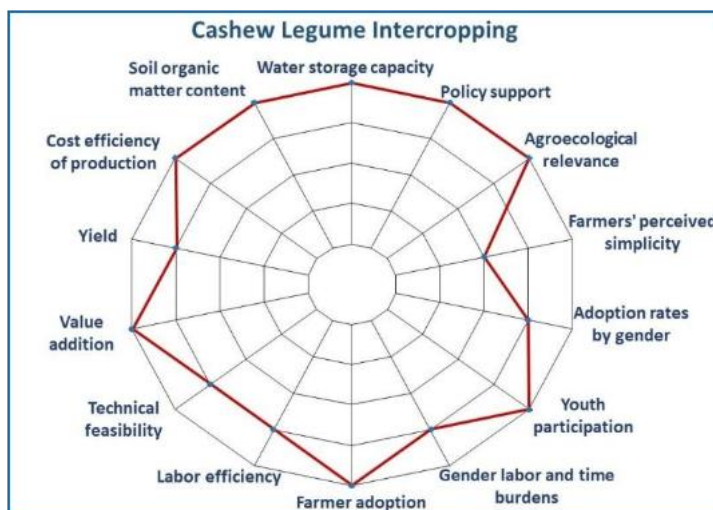 Cashew Legume Intercropping
Water storage capacity
Policy support
Agroecological
relevance
Farmers' perceived
simplicity
Adoption rates
by gender
Youth
participation
Gender labor and time
burdens
Farmer adoption
Labor efficiency
Technical
feasibility
Value
addition
Yield
Cost efficiency
of production
Soil organic
matter content